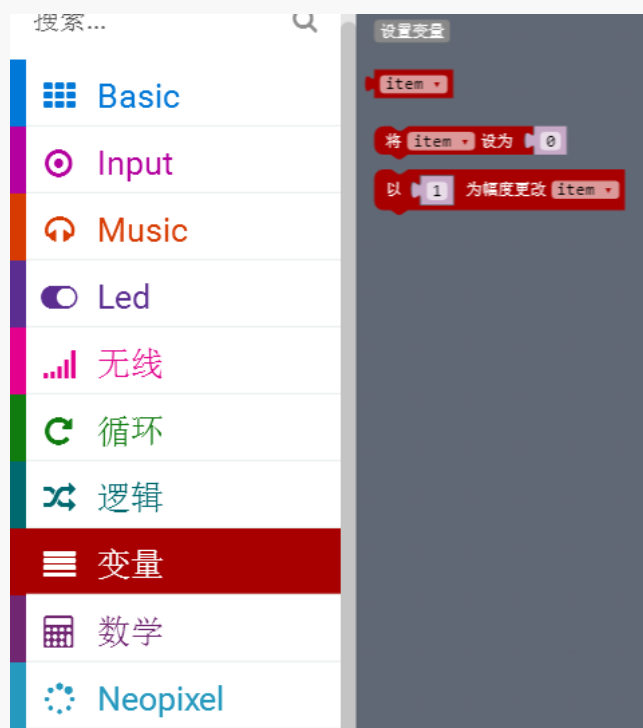 搜索...
Basic
Input
Music
Led
无线
循环
逻辑
变量
数学
Neopixel
设置变量
item
将 item 设为 0
以 1 为幅度更改 item